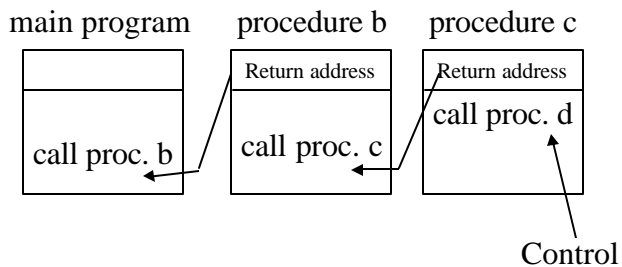 main program
procedure b
procedure c
Return address
Return address
call proc. b
call proc. c
call proc. d
Control